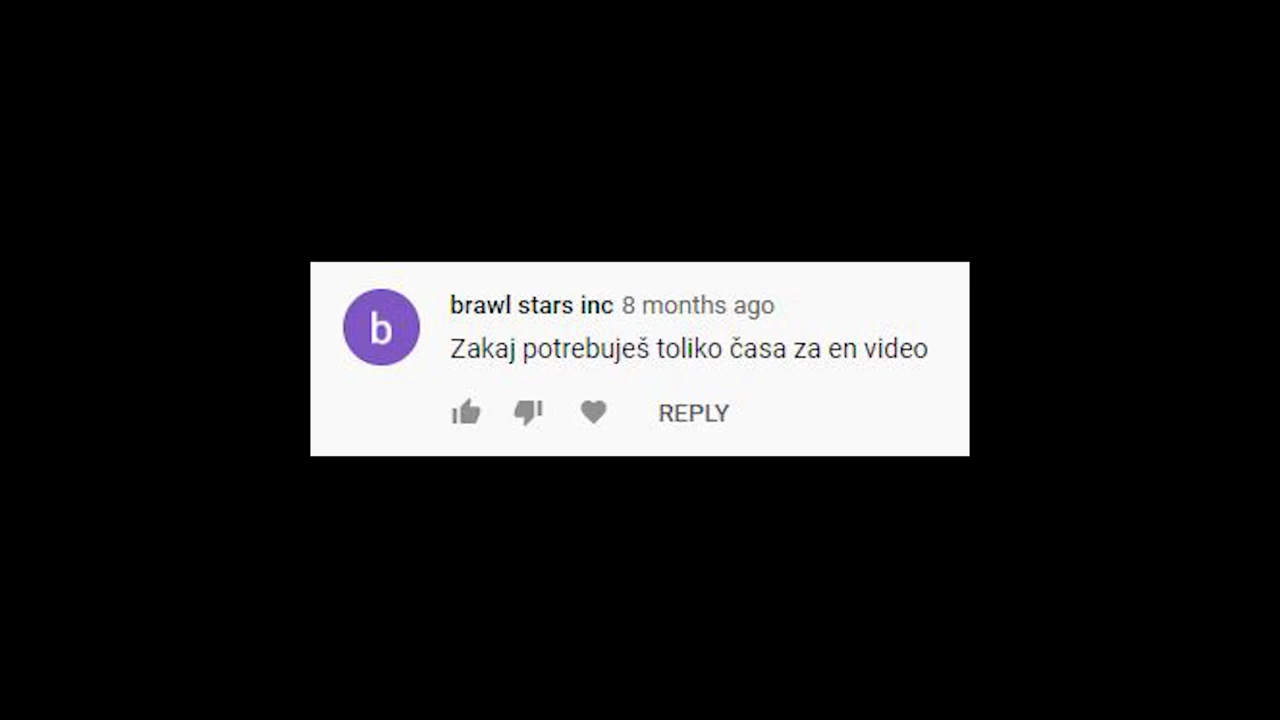 b
brawl stars inc 8 months ago
Zakaj potrebuješ toliko časa za en video
REPLY